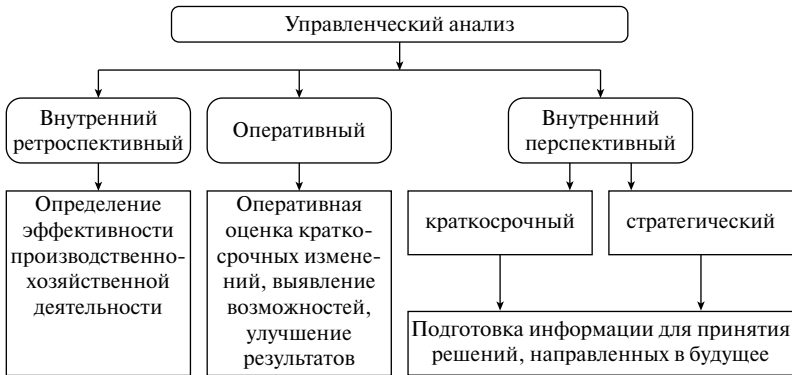 Управленческий анализ
Внутренний
ретроспективный
Оперативный
Внутренний
перспективный
Определение
эффективности
производственно-
хозяйственной
деятельности
Оперативная
оценка кратко-
срочных измене-
ний, выявление
возможностей,
улучшение
результатов
краткосрочный
стратегический
Подготовка информации для принятия
решений, направленных в будущее